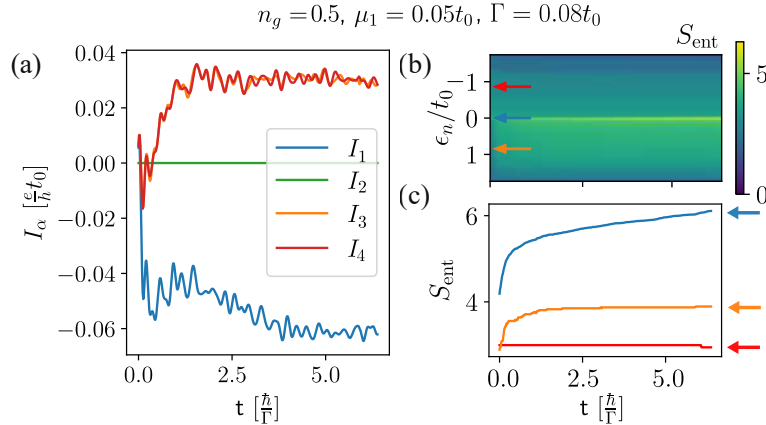 n_g = 0.5, μ_1 = 0.05t_0, Γ = 0.08t_0
(a)
I_α [e/h t_0]
0.04
0.02
0.00
−0.02
−0.04
−0.06
I_1
I_2
I_3
I_4
0.0
2.5
5.0
t [ħ/Γ]
(b)
S_ent
ϵ_n/t_0
1
0
1
5
0
(c)
S_ent
6
4
0.0
2.5
5.0
t [ħ/Γ]